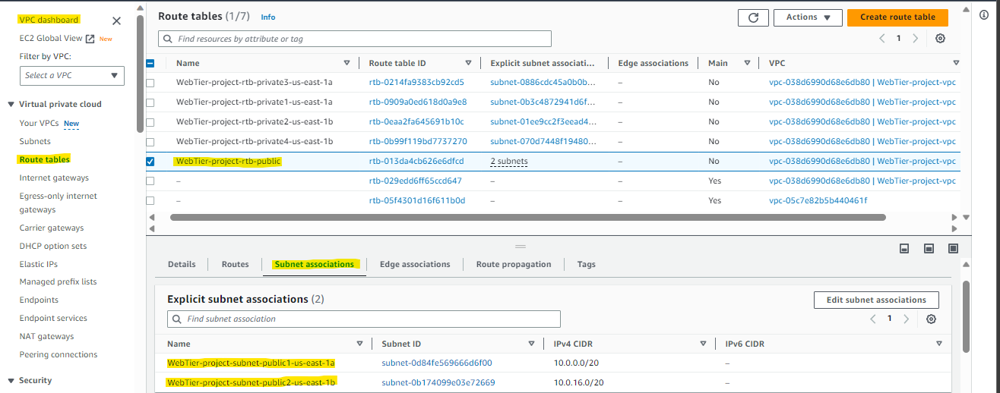 VPC dashboard
EC2 Global View New
Filter by VPC:
Select a VPC
Virtual private cloud
Your VPCs New
Subnets
Route tables
Internet gateways
Egress-only internet
gateways
Carrier gateways
DHCP option sets
Elastic IPs
Managed prefix lists
Endpoints
Endpoint services
NAT gateways
Peering connections
Security
Route tables (1/7) Info
Actions
Create route table
Find resources by attribute or tag
1
Name Route table ID Explicit subnet associati... Edge associations Main VPC
WebTier-project-rtb-private3-us-east-1a rtb-0214fa9383cb92cd5 subnet-0886cdc45a0b0b... – No vpc-038d6990d68e6db80 | WebTier-project-vpc
WebTier-project-rtb-private1-us-east-1a rtb-0909a0ed618d0a9e8 subnet-0b3c4872941d6f... – No vpc-038d6990d68e6db80 | WebTier-project-vpc
WebTier-project-rtb-private2-us-east-1b rtb-0eaa2fa645691b10c subnet-01ee9cc2f3eead4... – No vpc-038d6990d68e6db80 | WebTier-project-vpc
WebTier-project-rtb-private4-us-east-1b rtb-0b99f119bd7737270 subnet-070d7448f19480... – No vpc-038d6990d68e6db80 | WebTier-project-vpc
WebTier-project-rtb-public rtb-013da4cb626e6dfcd 2 subnets – No vpc-038d6990d68e6db80 | WebTier-project-vpc
– rtb-029edd6ff65ccd647 – – Yes vpc-038d6990d68e6db80 | WebTier-project-vpc
– rtb-05f4301d16f611b0d – – Yes vpc-05c7e82b5b440461f
Details Routes Subnet associations Edge associations Route propagation Tags
Explicit subnet associations (2)
Edit subnet associations
Find subnet association
1
Name Subnet ID IPv4 CIDR IPv6 CIDR
WebTier-project-subnet-public1-us-east-1a subnet-0d84fe569666d6f00 10.0.0.0/20 –
WebTier-project-subnet-public2-us-east-1b subnet-0b174099e03e72669 10.0.16.0/20 –